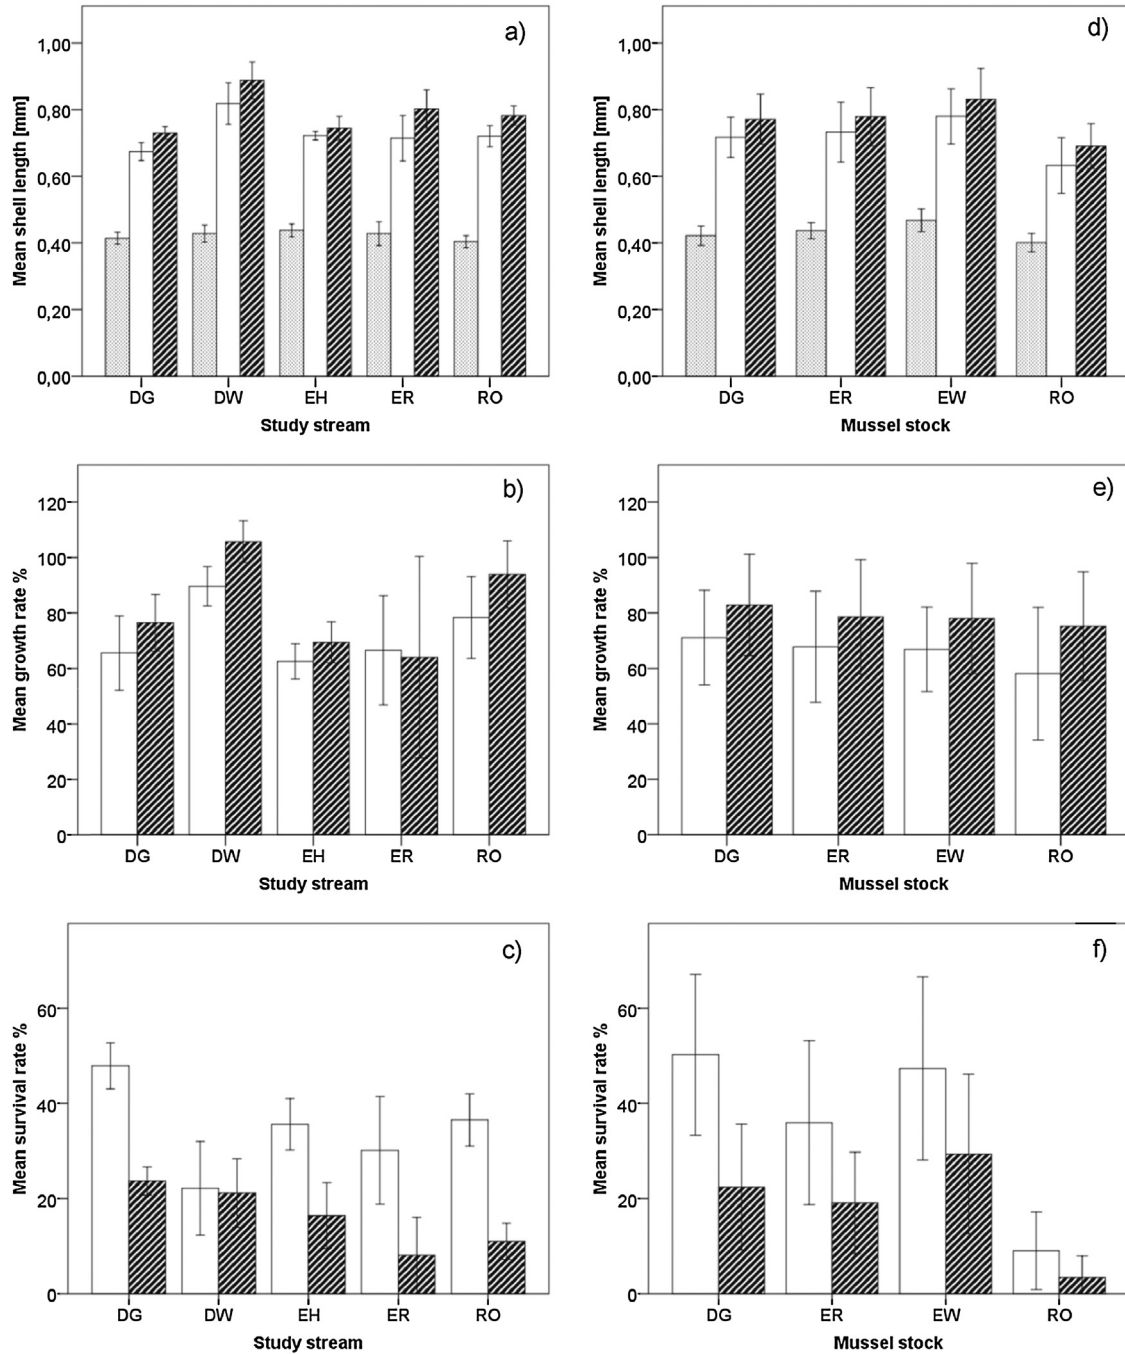 a)
Mean shell length [mm]
1,00
0,80
0,60
0,40
0,20
0,00
DG DW EH ER RO
Study stream
d)
Mean shell length [mm]
1,00
0,80
0,60
0,40
0,20
0,00
DG ER EW RO
Mussel stock
b)
Mean growth rate %
120
100
80
60
40
20
0
DG DW EH ER RO
Study stream
e)
Mean growth rate %
120
100
80
60
40
20
0
DG ER EW RO
Mussel stock
c)
Mean survival rate %
60
40
20
0
DG DW EH ER RO
Study stream
f)
Mean survival rate %
60
40
20
0
DG ER EW RO
Mussel stock